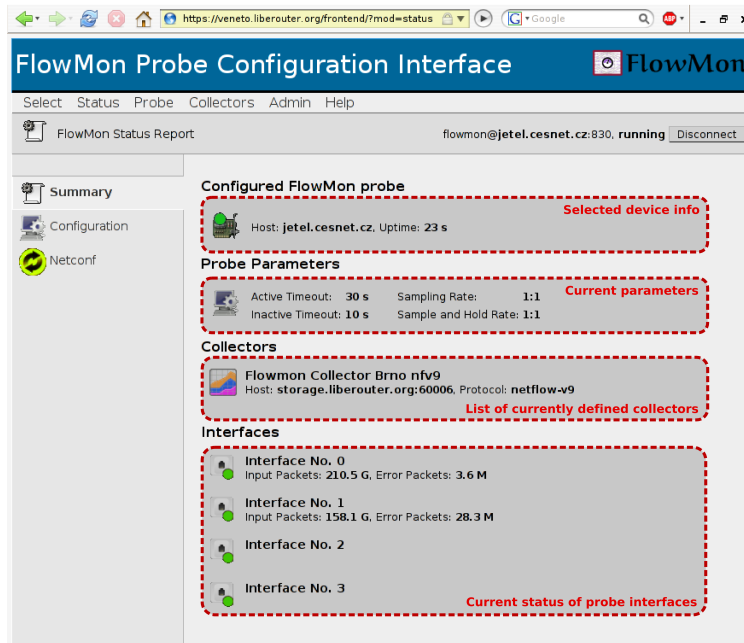 https://veneto.liberouter.org/frontend/?mod=status
G Google
ABP
FlowMon Probe Configuration Interface
FlowMon
Select Status Probe Collectors Admin Help
FlowMon Status Report
flowmon@jetel.cesnet.cz:830, running Disconnect
Summary
Configuration
Netconf
Configured FlowMon probe
Selected device info
Host: jetel.cesnet.cz, Uptime: 23 s
Probe Parameters
Current parameters
Active Timeout: 30 s Sampling Rate: 1:1
Inactive Timeout: 10 s Sample and Hold Rate: 1:1
Collectors
Flowmon Collector Brno nfv9
Host: storage.liberouter.org:60006, Protocol: netflow-v9
List of currently defined collectors
Interfaces
Interface No. 0
Input Packets: 210.5 G, Error Packets: 3.6 M
Interface No. 1
Input Packets: 158.1 G, Error Packets: 28.3 M
Interface No. 2
Interface No. 3
Current status of probe interfaces